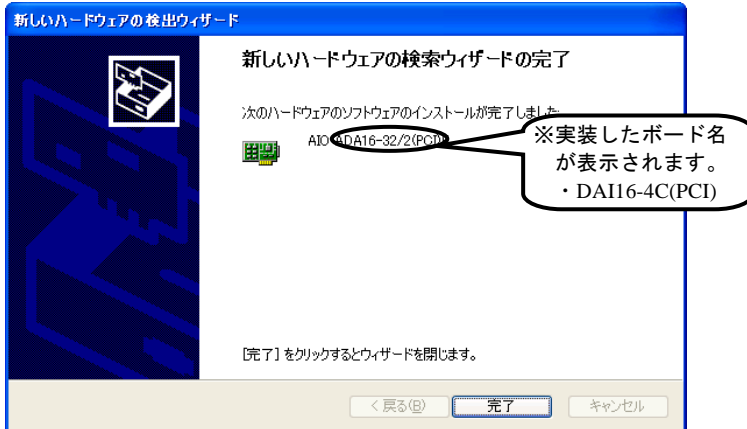 新しいハードウェアの検出ウィザード
新しいハードウェアの検索ウィザードの完了
次のハードウェアのソフトウェアのインストールが完了しました:
AIO ADA16-32/2(PCI)
※実装したボード名
が表示されます。
・DAI16-4C(PCI)
[完了] をクリックするとウィザードを閉じます。
< 戻る(B)
完了
キャンセル